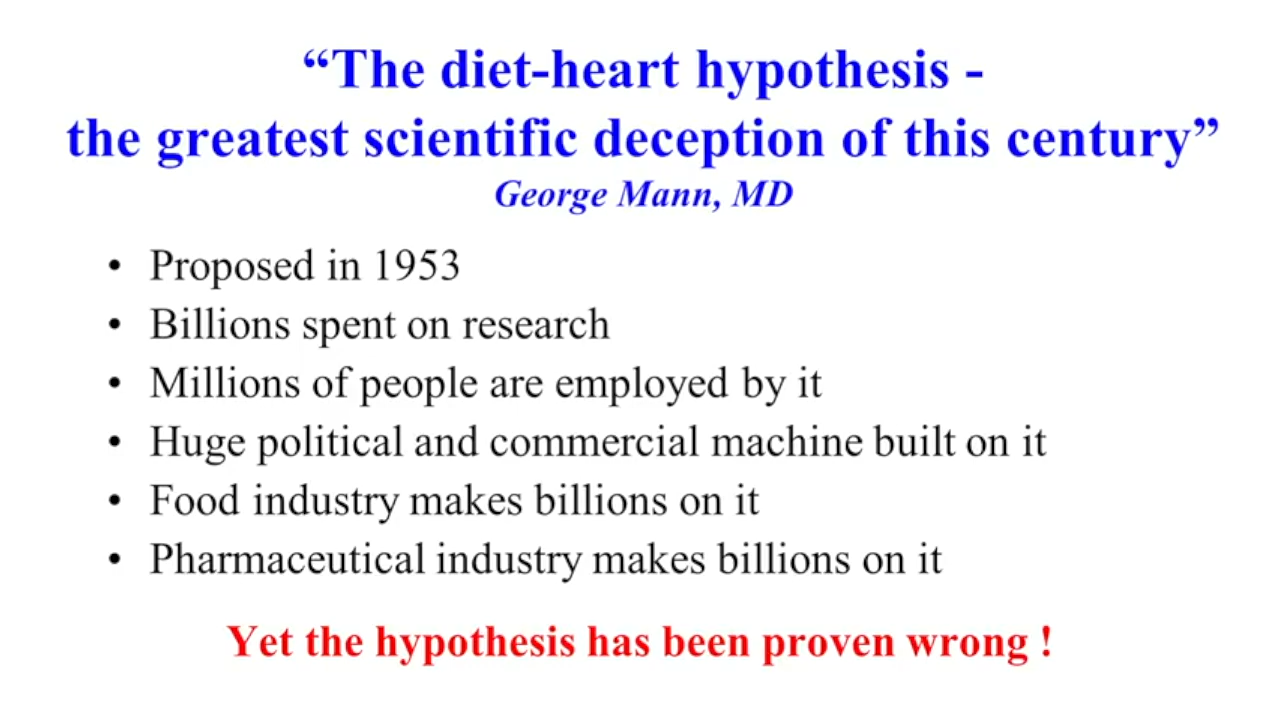 “The diet-heart hypothesis -
the greatest scientific deception of this century”
George Mann, MD
• Proposed in 1953
• Billions spent on research
• Millions of people are employed by it
• Huge political and commercial machine built on it
• Food industry makes billions on it
• Pharmaceutical industry makes billions on it
Yet the hypothesis has been proven wrong !